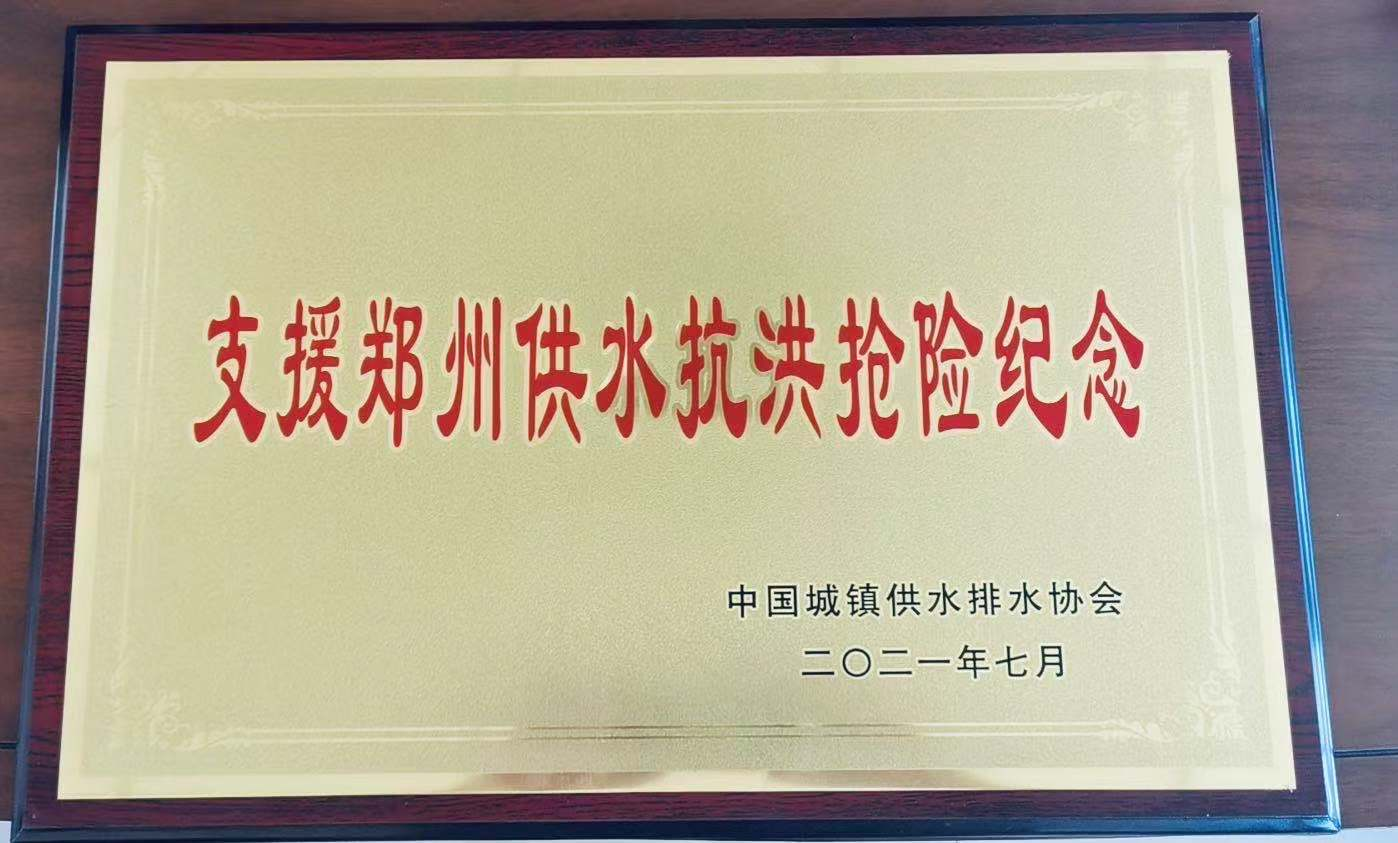 支援郑州供水抗洪抢险纪念
中国城镇供水排水协会
二〇二一年七月